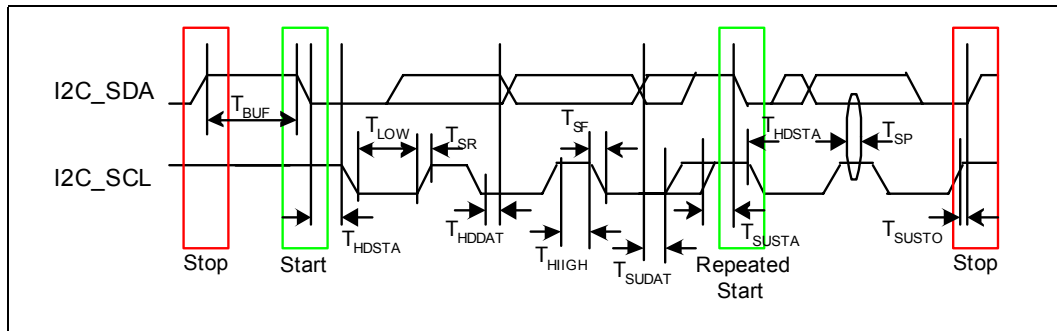 I2C_SDA
TBUF
TLOW
TSR
TSF
THDSTA
TSP
I2C_SCL
THDSTA
THDDAT
THIIGH
TSUDAT
TSUSTA
TSUSTO
Stop
Start
Repeated
Start
Stop